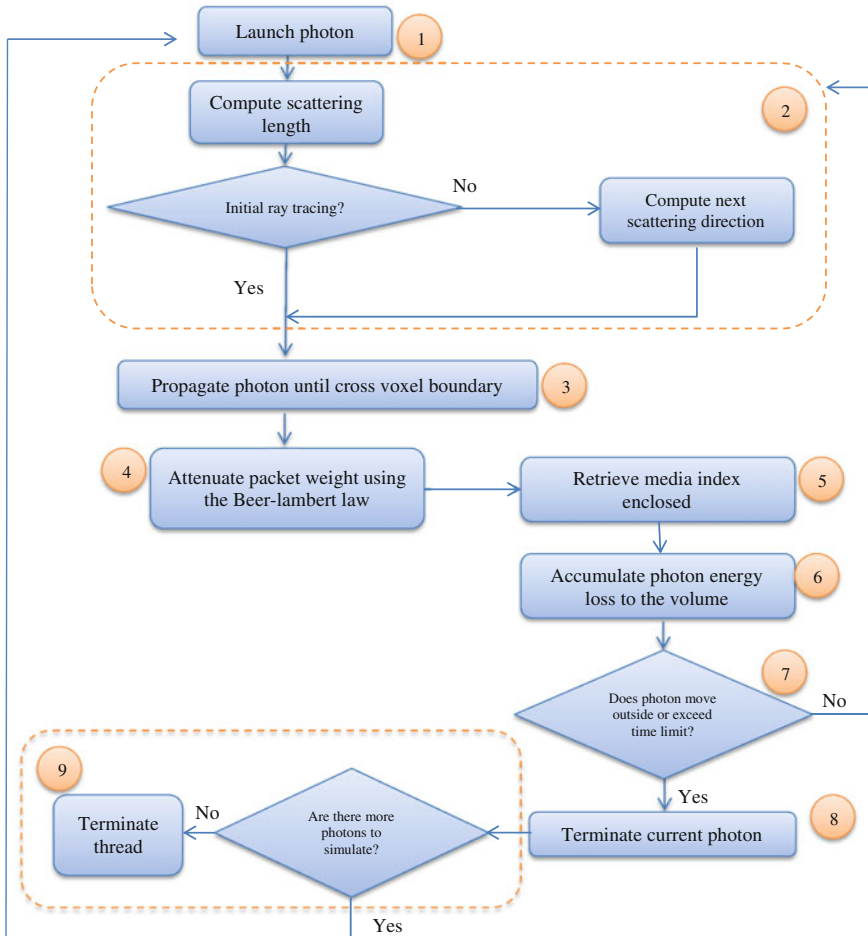 Launch photon
1
Compute scattering
length
2
Initial ray tracing?
No
Compute next
scattering direction
Yes
Propagate photon until cross voxel boundary
3
4
Attenuate packet weight using
the Beer-lambert law
Retrieve media index
enclosed
5
Accumulate photon energy
loss to the volume
6
7
Does photon move
outside or exceed
time limit?
No
Yes
8
Terminate current photon
9
Are there more
photons to
simulate?
No
Terminate
thread
Yes